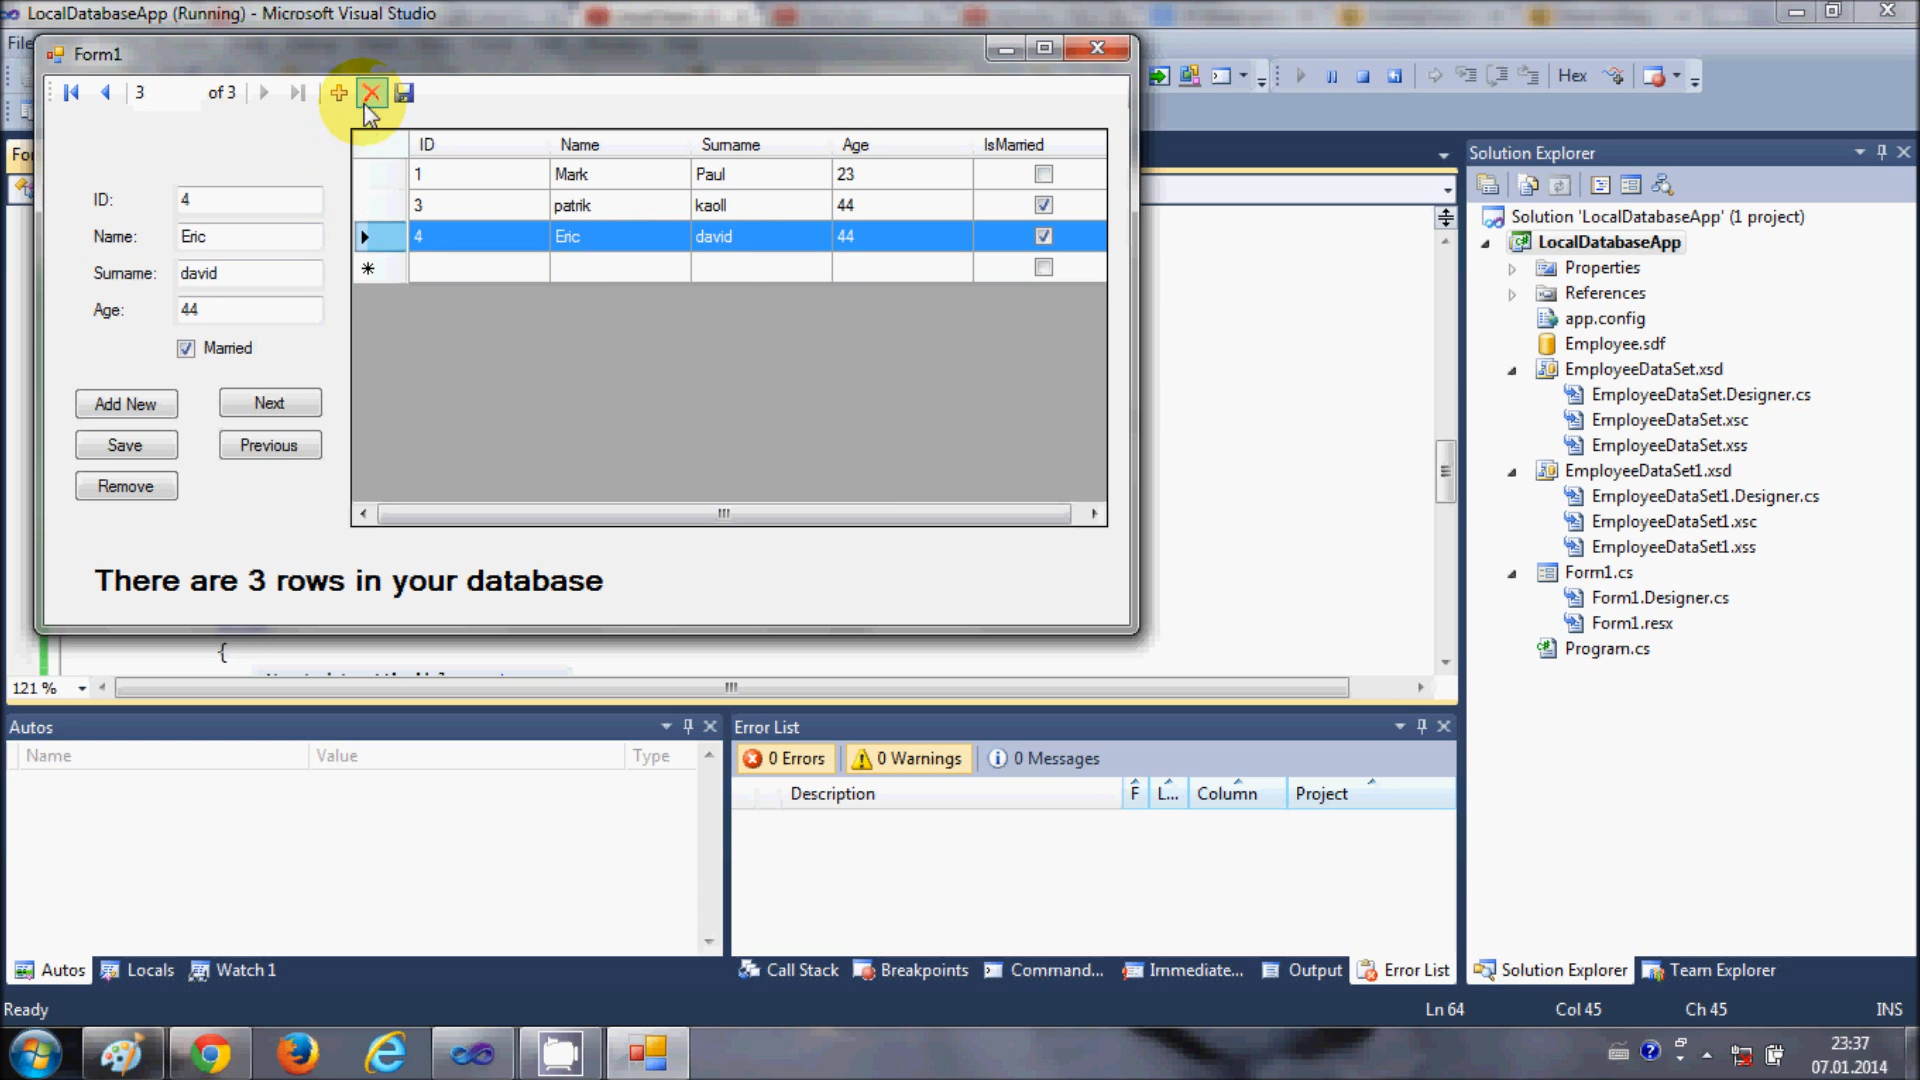 LocalDatabaseApp (Running) - Microsoft Visual Studio
File
Form1
3 of 3
Hex
ID Name Surname Age IsMarried
1 Mark Paul 23
3 patrik kaoll 44
4 Eric david 44
ID: 4
Name: Eric
Surname: david
Age: 44
Married
Add New Next
Save Previous
Remove
There are 3 rows in your database
{
121 %
Solution Explorer
Solution 'LocalDatabaseApp' (1 project)
LocalDatabaseApp
Properties
References
app.config
Employee.sdf
EmployeeDataSet.xsd
EmployeeDataSet.Designer.cs
EmployeeDataSet.xsc
EmployeeDataSet.xss
EmployeeDataSet1.xsd
EmployeeDataSet1.Designer.cs
EmployeeDataSet1.xsc
EmployeeDataSet1.xss
Form1.cs
Form1.Designer.cs
Form1.resx
Program.cs
Autos
Name Value Type
Error List
0 Errors 0 Warnings 0 Messages
Description F L... Column Project
Autos Locals Watch 1
Call Stack Breakpoints Command... Immediate... Output Error List
Solution Explorer Team Explorer
Ready Ln 64 Col 45 Ch 45 INS
23:37
07.01.2014